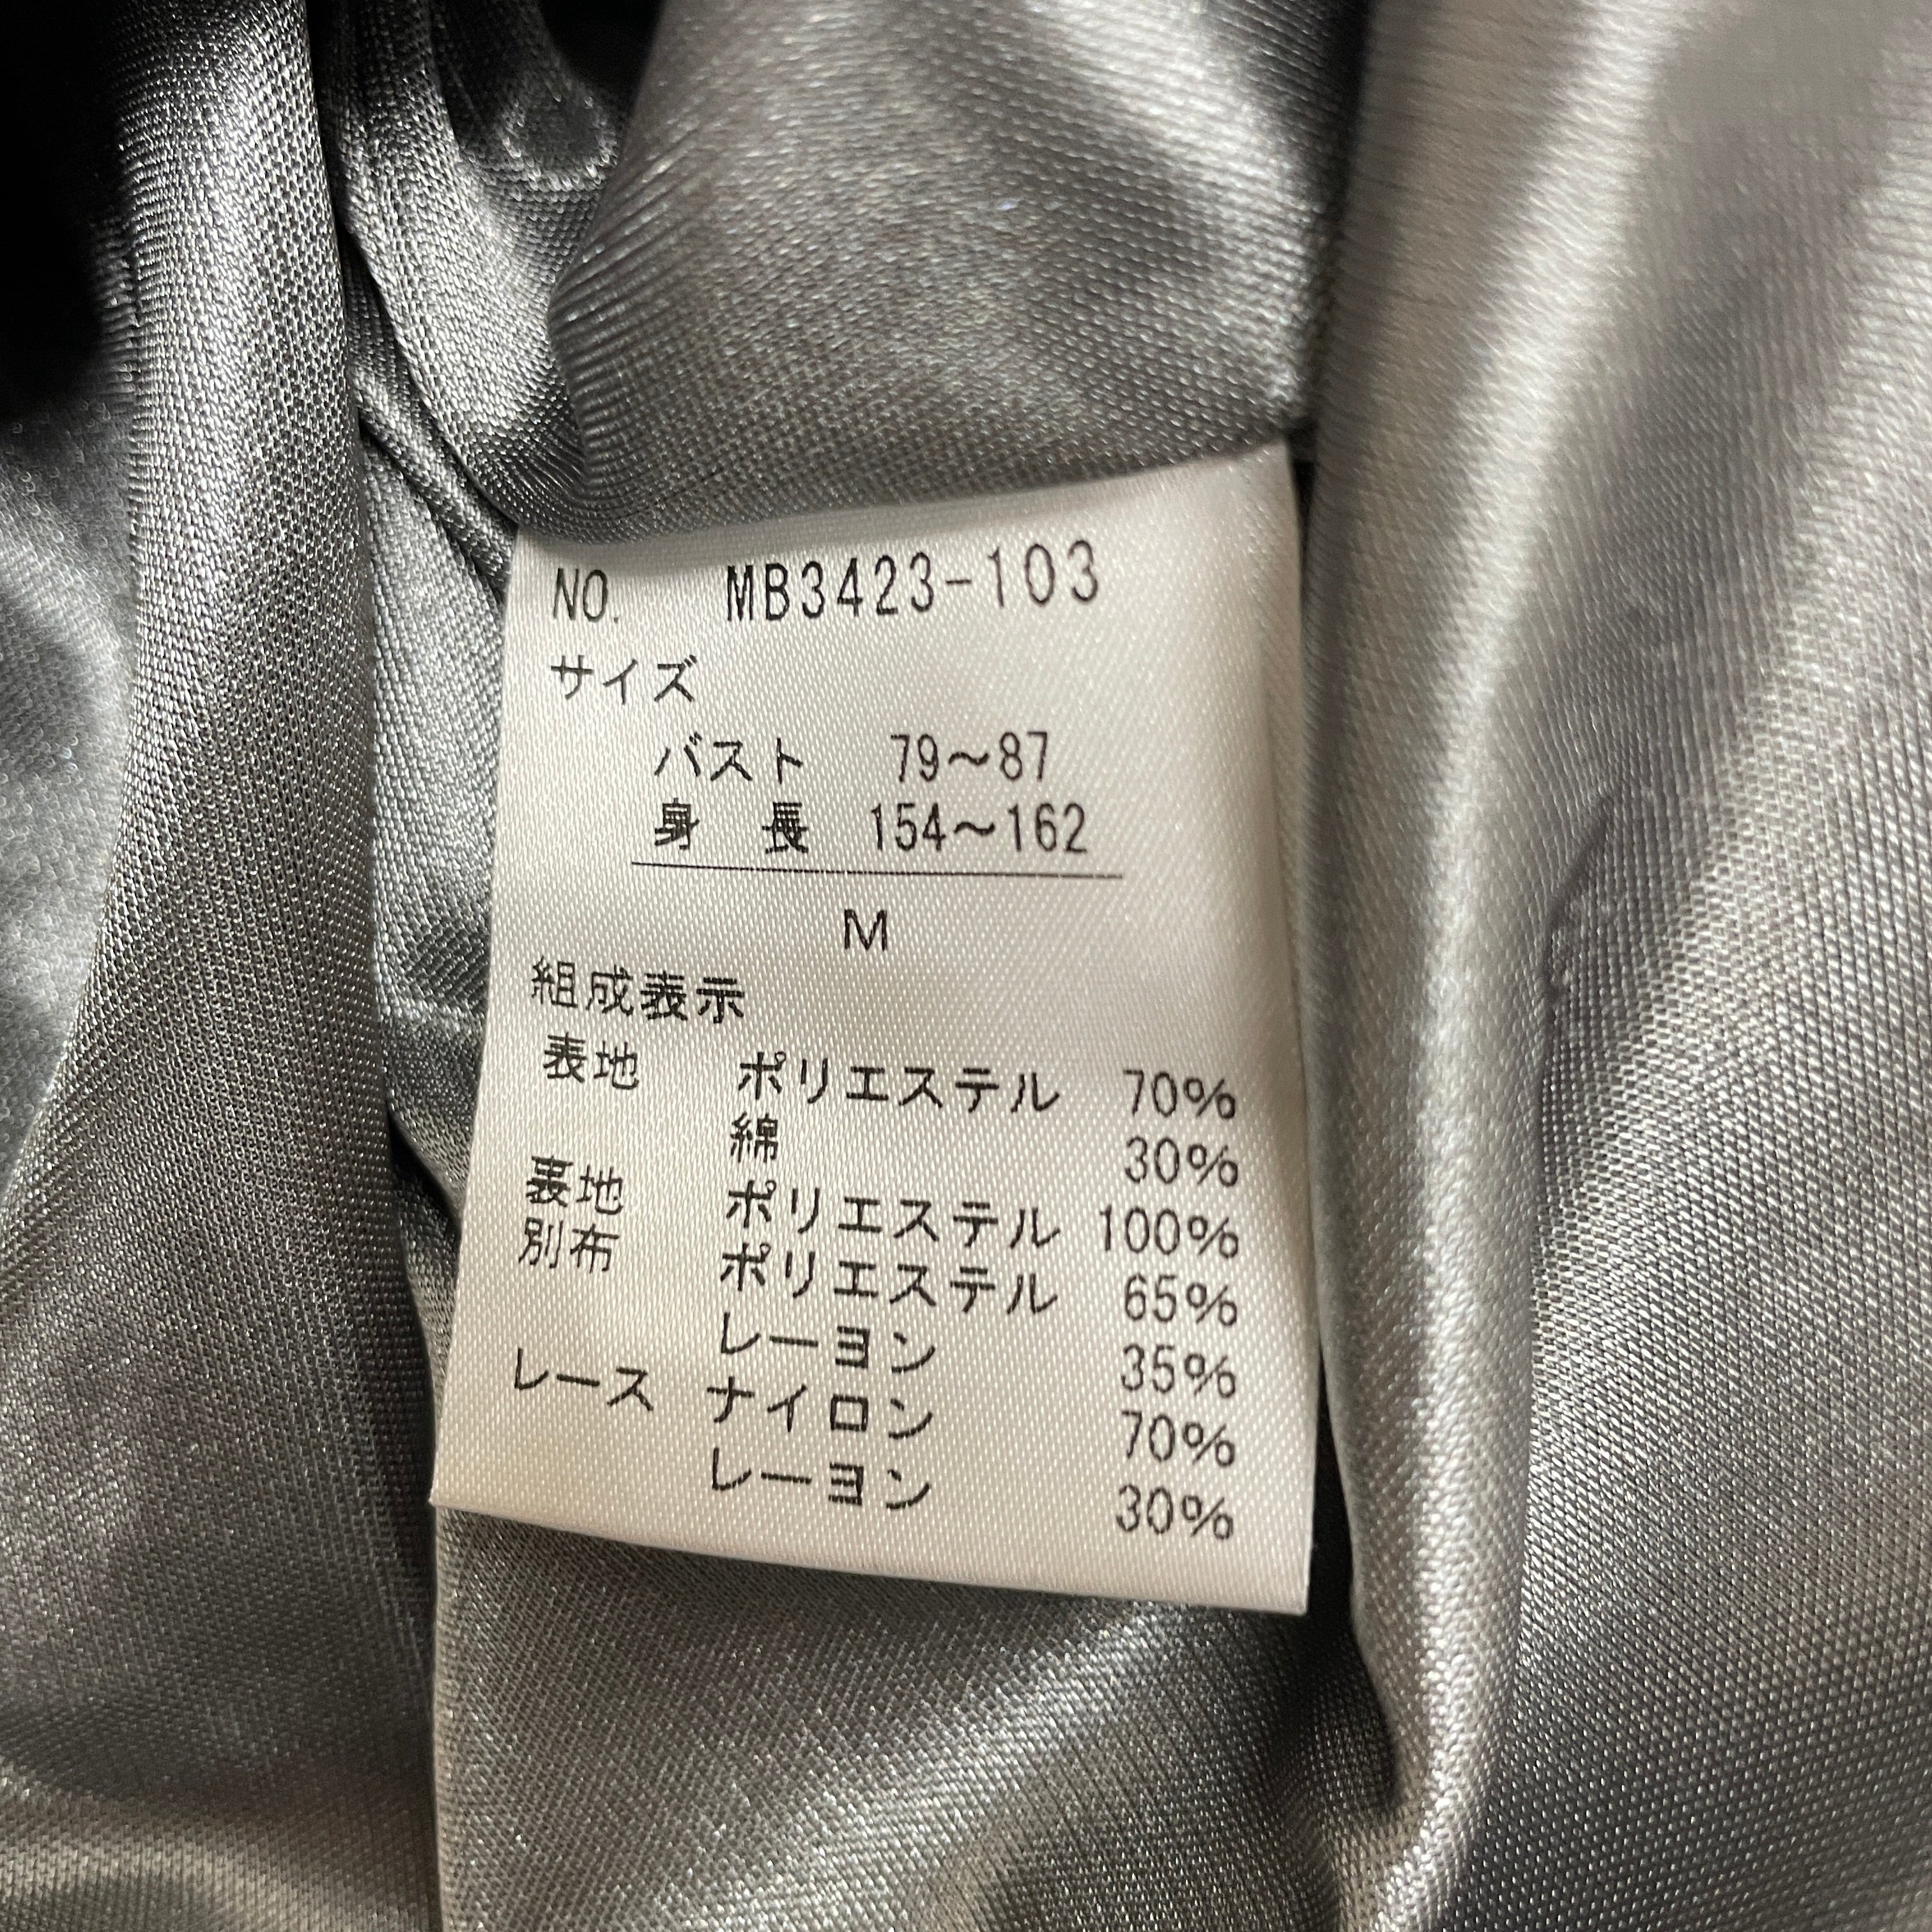 NO. MB3423-103
サイズ
バスト 79～87
身 長 154～162
M
組成表示
表地 ポリエステル 70%
綿 30%
裏地 ポリエステル 100%
別布 ポリエステル 65%
レーヨン 35%
レース ナイロン 70%
レーヨン 30%